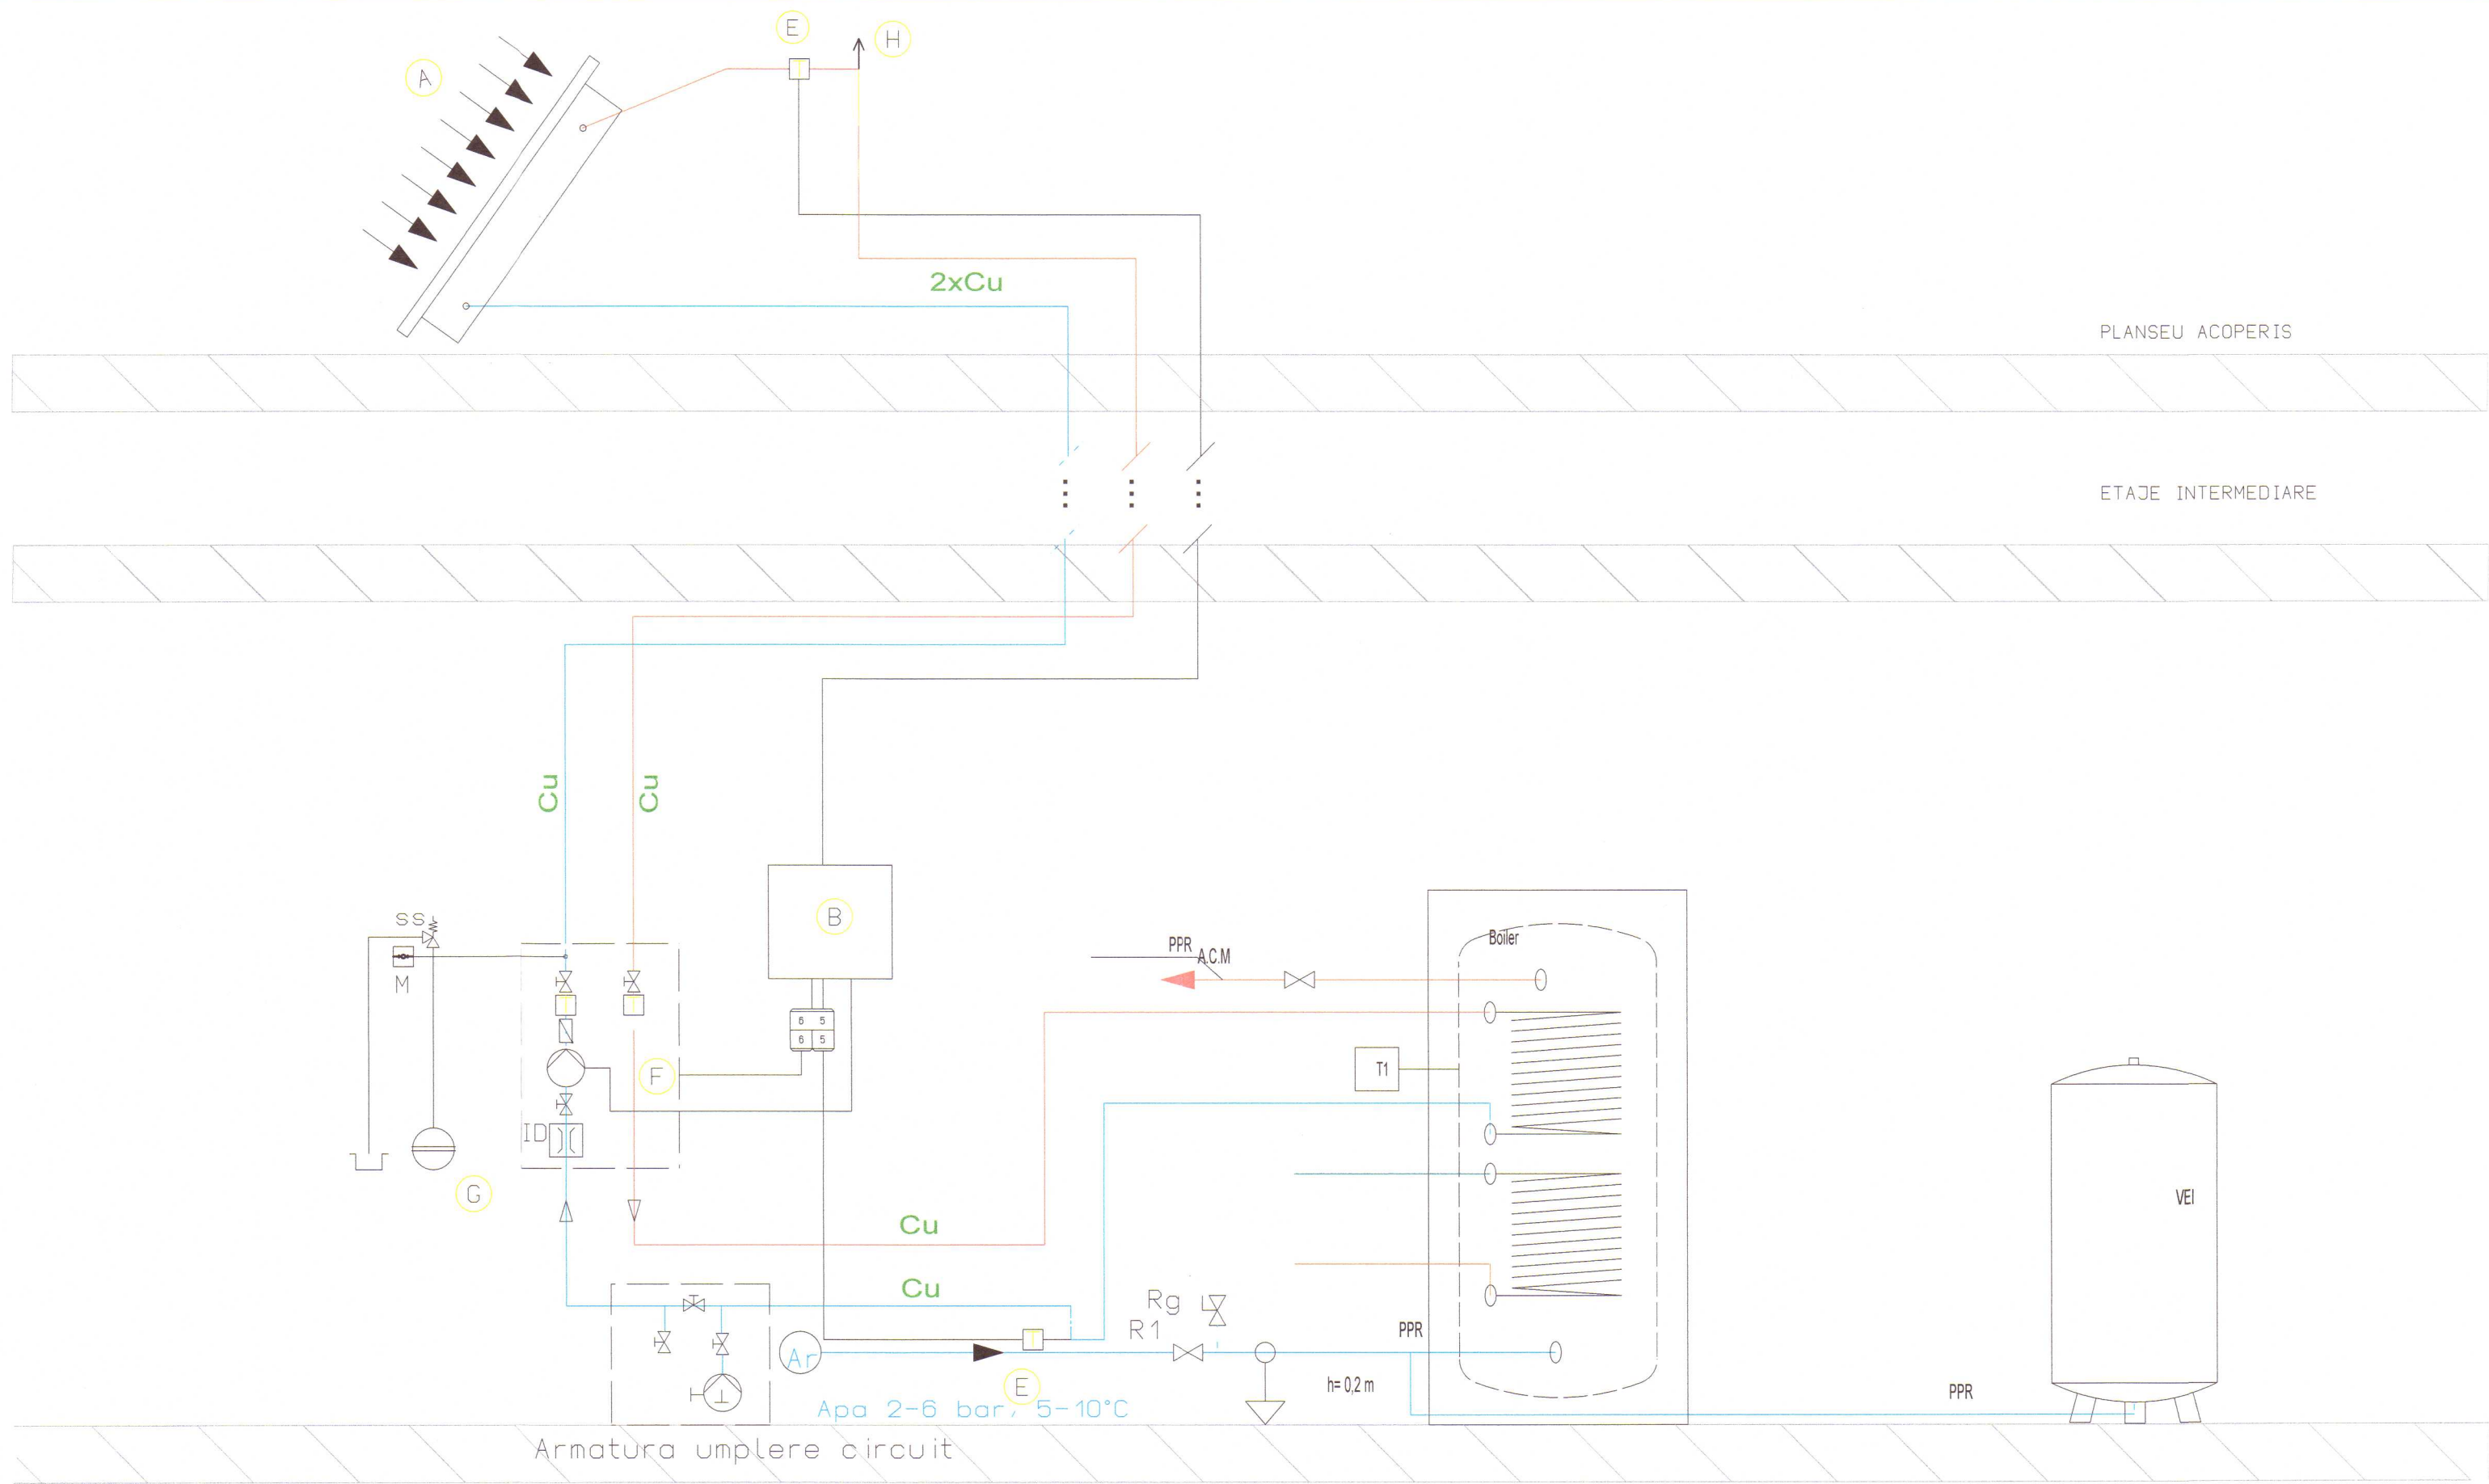 E
H
A
2xCu
PLANSEU ACOPERIS
ETAJE INTERMEDIARE
Cu
Cu
B
SS
M
PPR
A.C.M
Boiler
T
T
6 5
6 5
F
T1
ID
G
VEI
Cu
Cu
Rg
R1
PPR
T
Ar
E
h= 0,2 m
PPR
Apa 2-6 bar, 5-10°C
Armatura umplere circuit